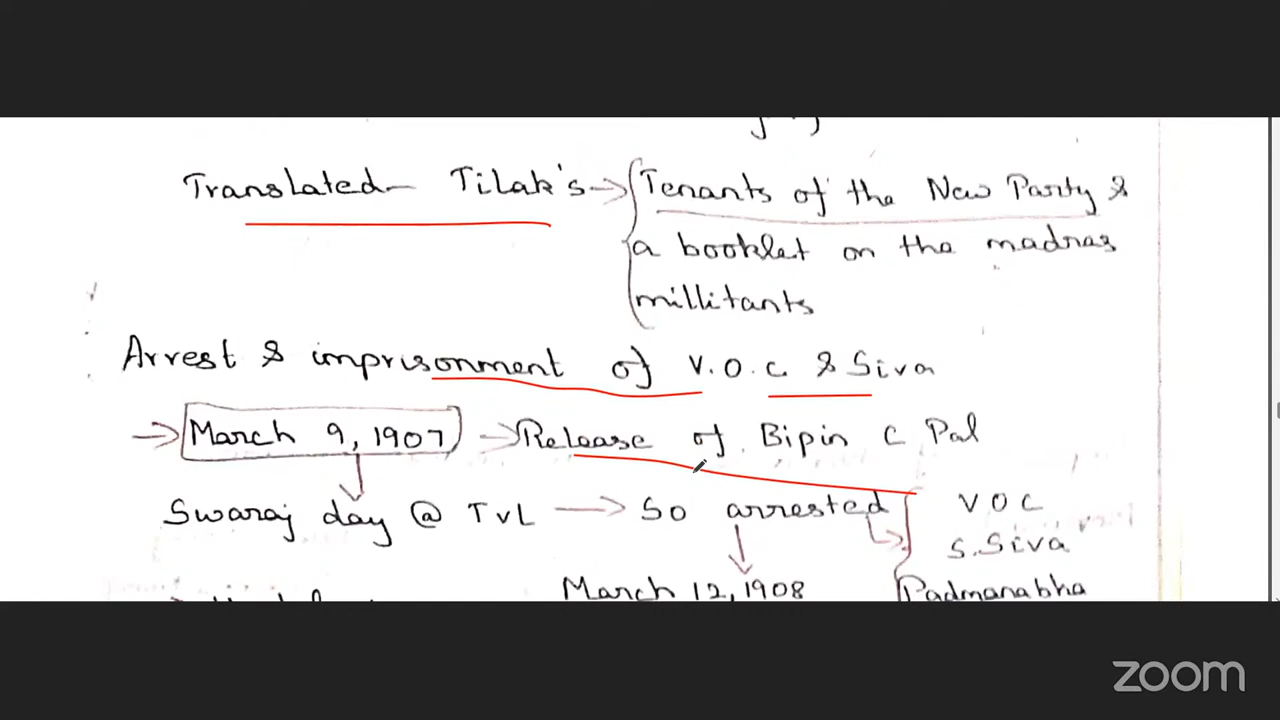 Translated— Tilak's → Tenants of the New Party &
a booklet on the madras
millitants
Arrest & imprisonment of V.O.C & Siva
→ March 9, 1907 → Release of Bipin C Pal
Swaraj day @ TVL → So arrested VOC
S.Siva
March 12, 1908 Padmanabha
zoom